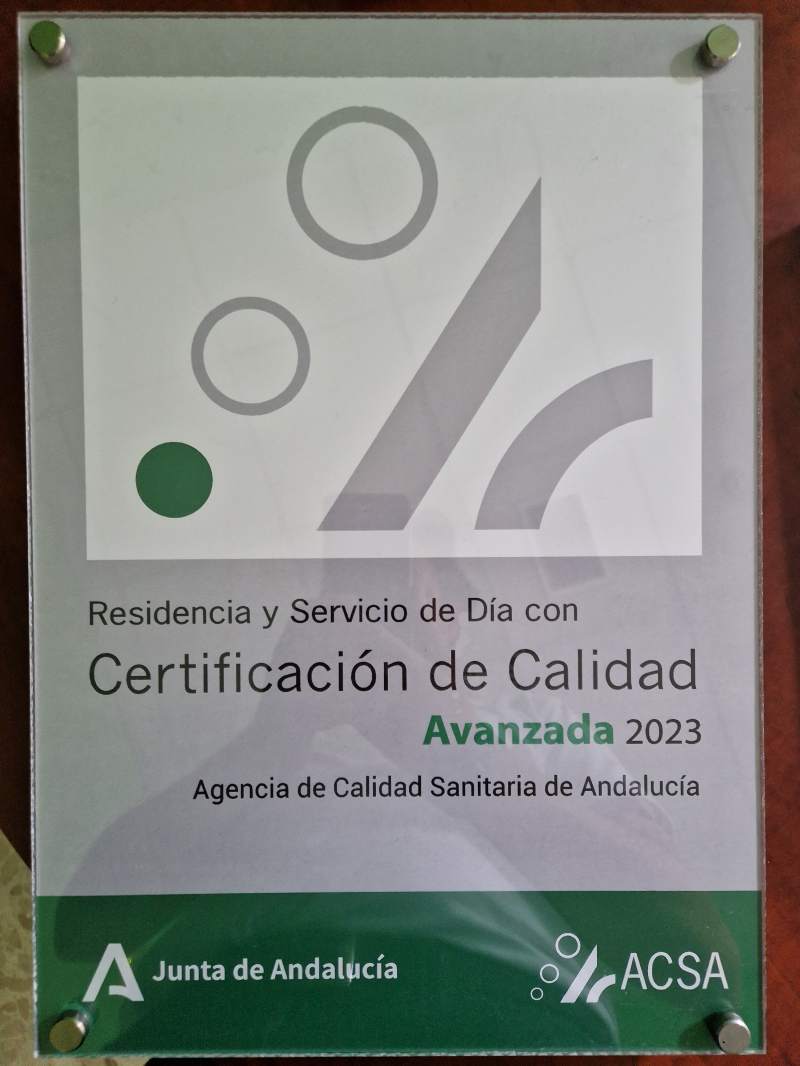 Residencia y Servicio de Día con
Certificación de Calidad
Avanzada 2023
Agencia de Calidad Sanitaria de Andalucía
Junta de Andalucía
ACSA